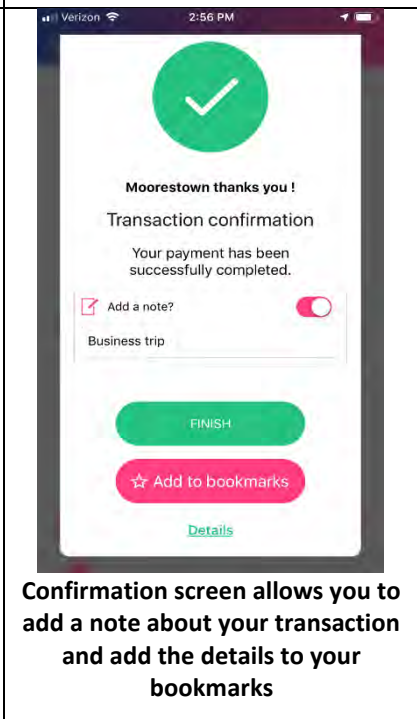 Verizon 2:56 PM
Moorestown thanks you !
Transaction confirmation
Your payment has been
successfully completed.
Add a note?
Business trip
FINISH
Add to bookmarks
Details
Confirmation screen allows you to
add a note about your transaction
and add the details to your
bookmarks